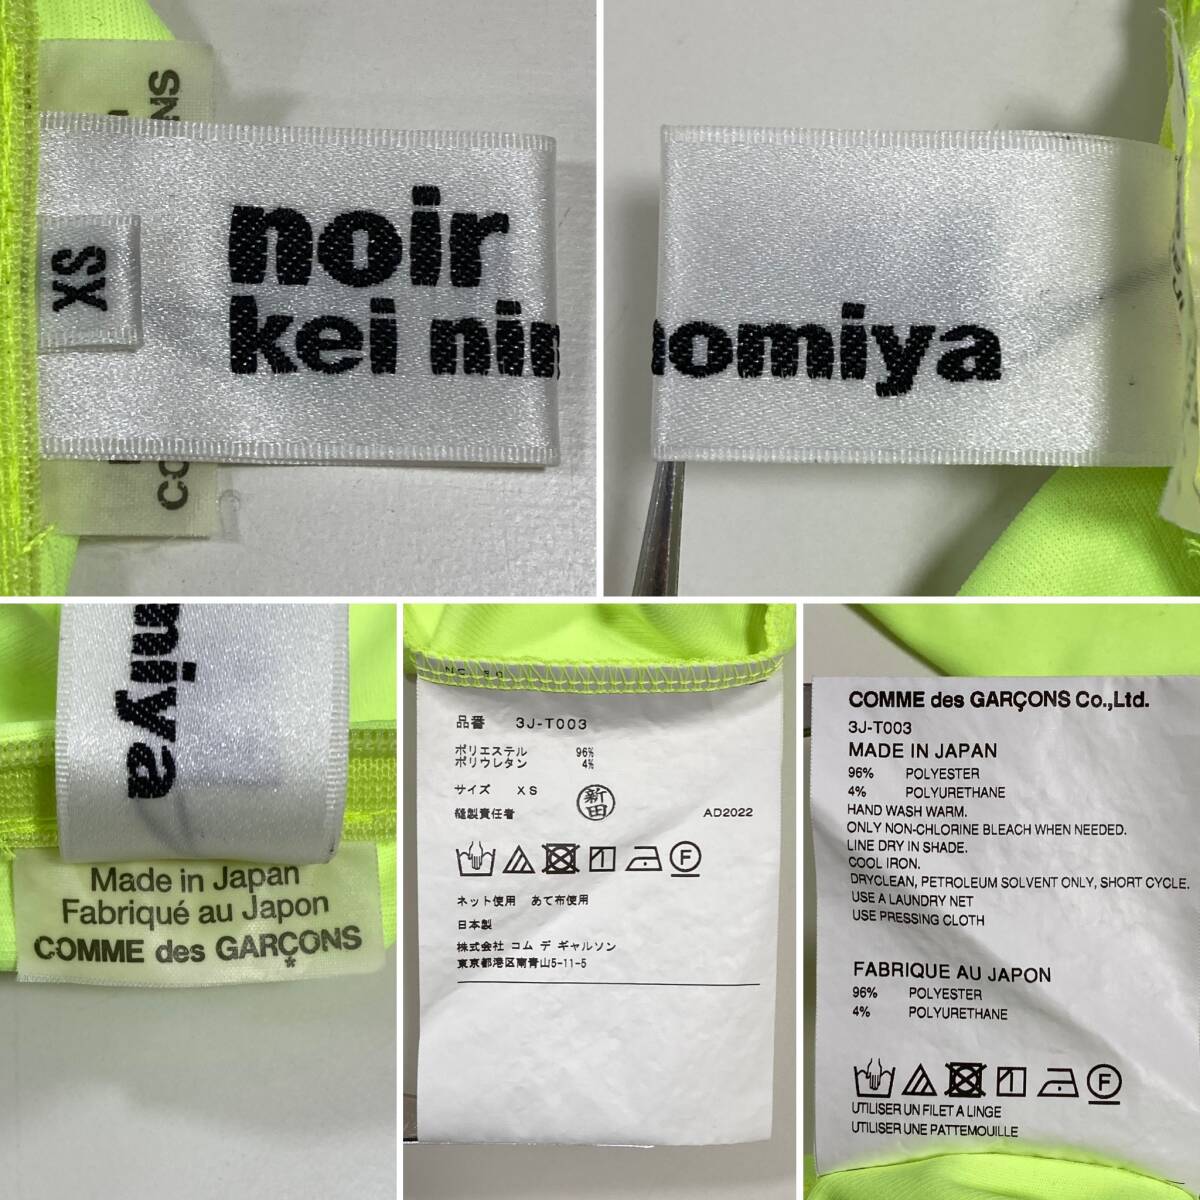 NS
noir
kei nin
XS
CO
nomiya
miya
Made in Japan
Fabriqué au Japon
COMME des GARÇONS
*
品番 3J-T003
ポリエステル 96%
ポリウレタン 4%
サイズ XS
縫製責任者 新田 AD2022
F
ネット使用 あて布使用
日本製
株式会社 コム デ ギャルソン
東京都港区南青山5-11-5
COMME des GARÇONS Co.,Ltd.
3J-T003
MADE IN JAPAN
96% POLYESTER
4% POLYURETHANE
HAND WASH WARM.
ONLY NON-CHLORINE BLEACH WHEN NEEDED.
LINE DRY IN SHADE.
COOL IRON.
DRYCLEAN, PETROLEUM SOLVENT ONLY, SHORT CYCLE.
USE A LAUNDRY NET
USE PRESSING CLOTH
FABRIQUE AU JAPON
96% POLYESTER
4% POLYURETHANE
F
UTILISER UN FILET A LINGE
UTILISER UNE PATTEMOUILLE